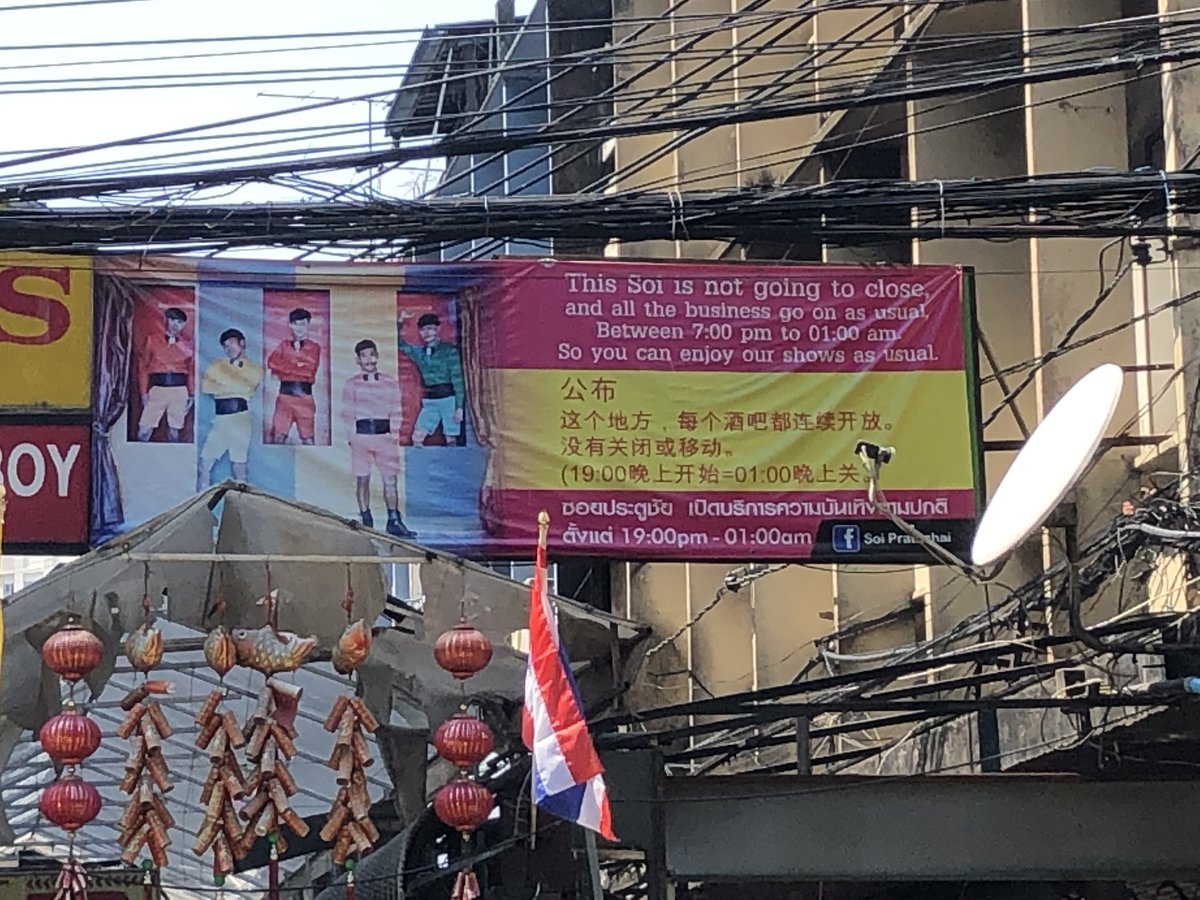 S
BOY
This Soi is not going to close,
and all the business go on as usual,
Between 7:00 pm to 01:00 am.
So you can enjoy our shows as usual.
公布
这个地方，每个酒吧都连续开放。
没有关闭或移动。
(19:00晚上开始=01:00晚上关
ซอยประตูชัย เปิดบริการความบันเทิงตามปกติ
ตั้งแต่ 19:00pm - 01:00am
Soi